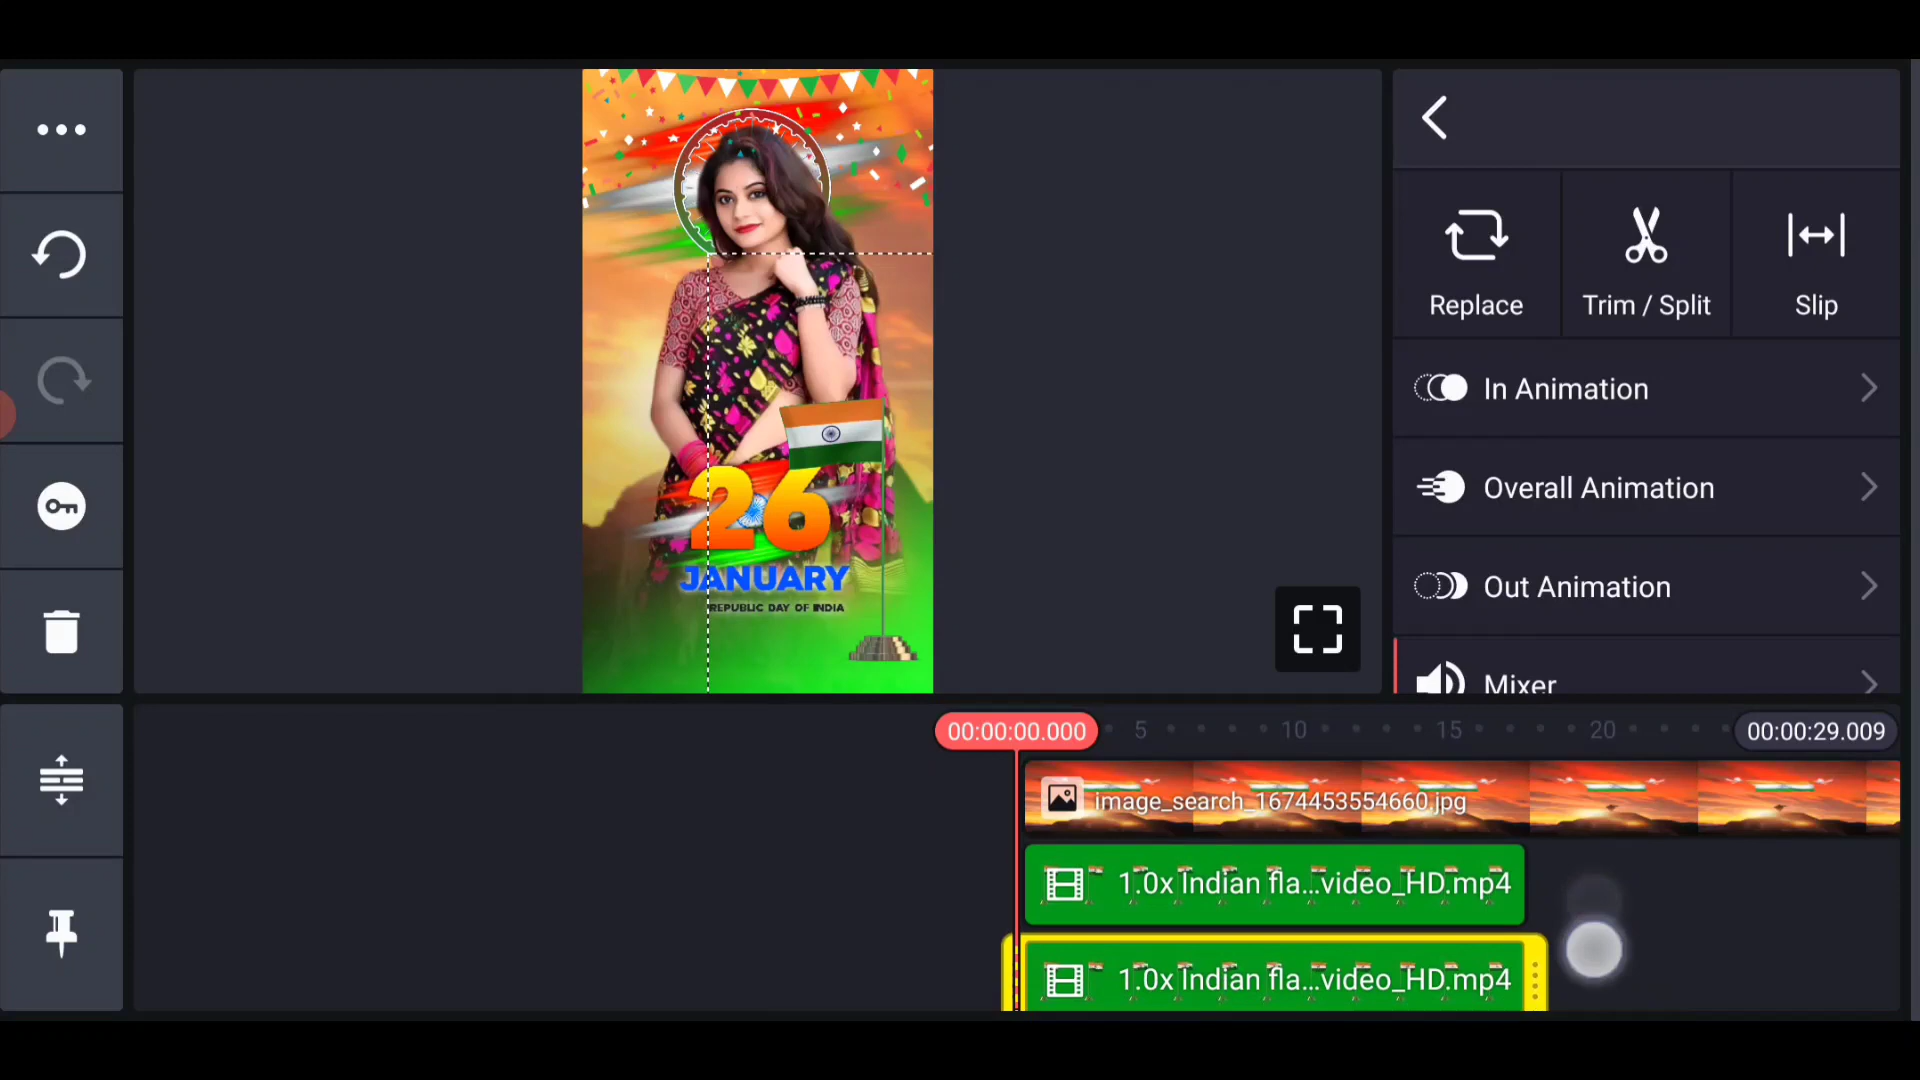 Replace
Trim / Split
Slip
In Animation
Overall Animation
Out Animation
Mixer
26
JANUARY
REPUBLIC DAY OF INDIA
00:00:00.000
5
10
15
20
00:00:29.009
image_search_1674453554660.jpg
1.0x Indian fla...video_HD.mp4
1.0x Indian fla...video_HD.mp4